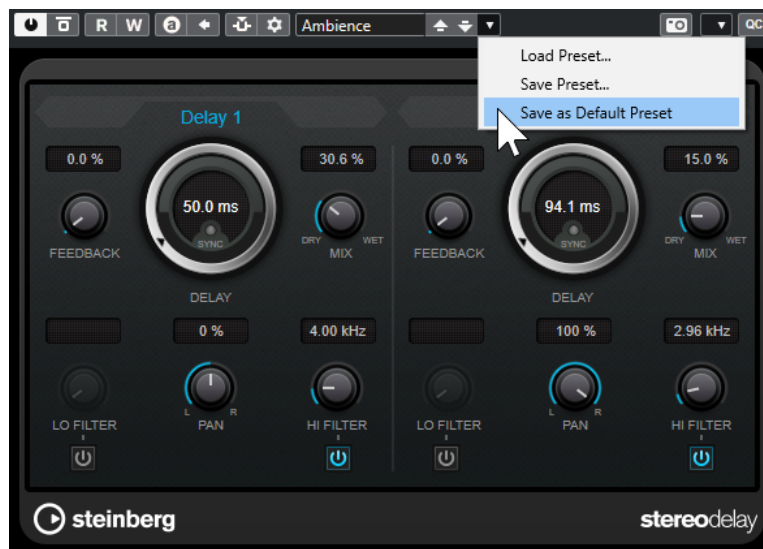 R W a Ambience QC
Load Preset...
Save Preset...
Save as Default Preset
Delay 1
0.0 % 30.6 % 0.0 % 15.0 %
50.0 ms 94.1 ms
SYNC SYNC
DRY WET DRY WET
FEEDBACK MIX FEEDBACK MIX
DELAY DELAY
0 % 4.00 kHz 100 % 2.96 kHz
L R L R
LO FILTER PAN HI FILTER LO FILTER PAN HI FILTER
steinberg stereodelay